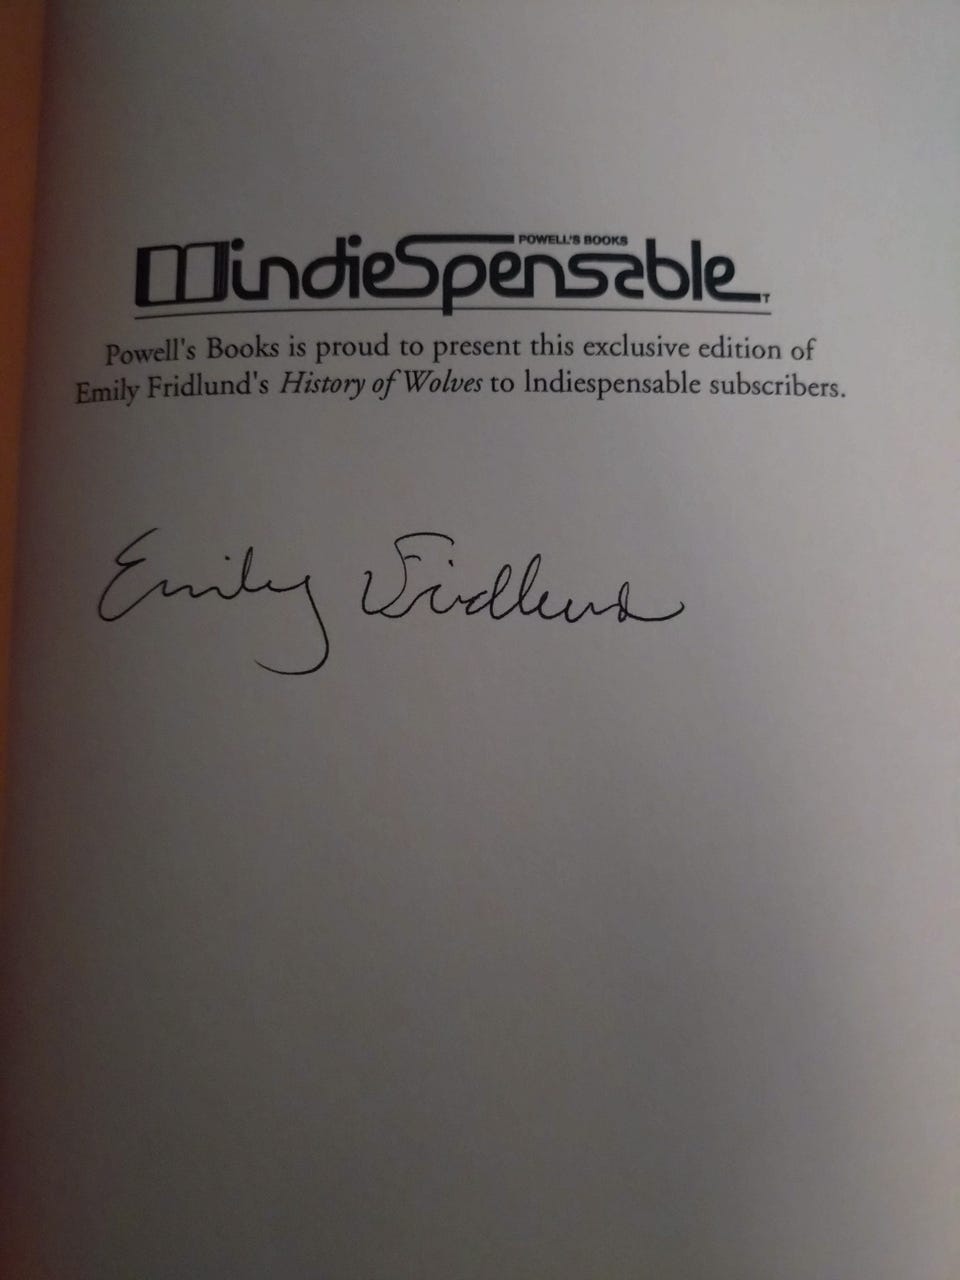 POWELL'S BOOKS
indieSpensable
Powell's Books is proud to present this exclusive edition of
Emily Fridlund's History of Wolves to Indiespensable subscribers.
Emily Fridlund